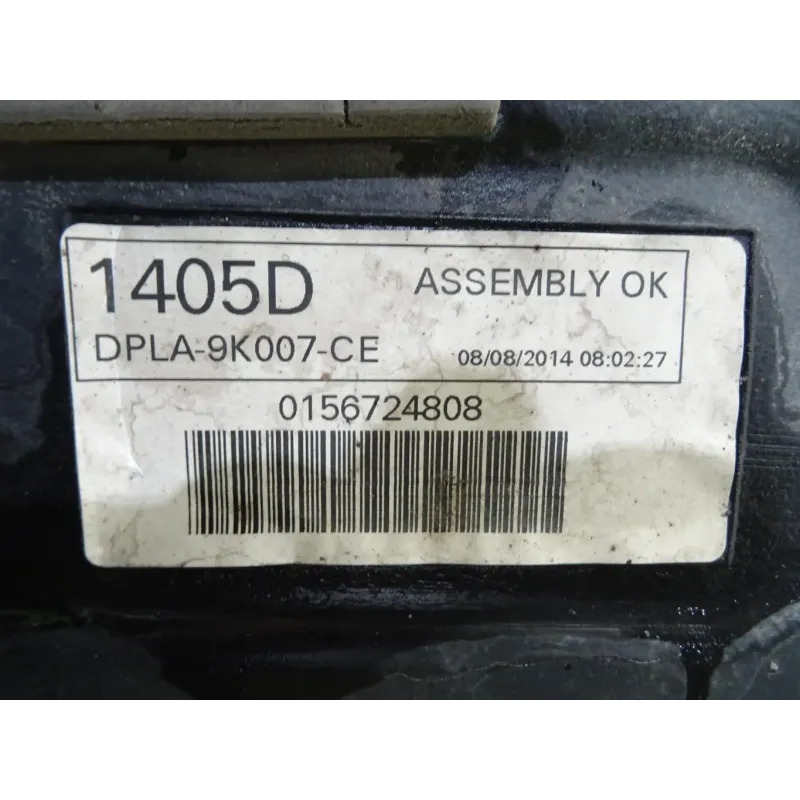 1405D ASSEMBLY OK
DPLA-9K007-CE 08/08/2014 08:02:27
0156724808